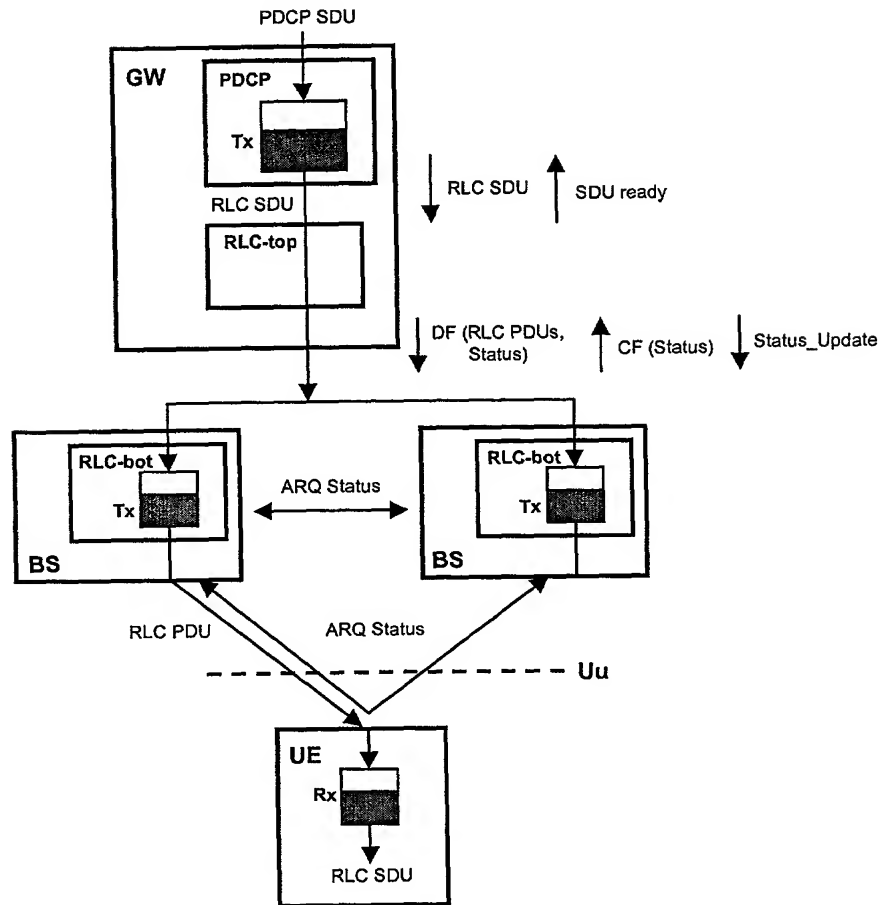 PDCP SDU
GW
PDCP
Tx
RLC SDU
RLC SDU
SDU ready
RLC-top
DF (RLC PDUs,
Status)
CF (Status)
Status_Update
RLC-bot
Tx
BS
ARQ Status
RLC-bot
Tx
BS
RLC PDU
ARQ Status
Uu
UE
Rx
RLC SDU